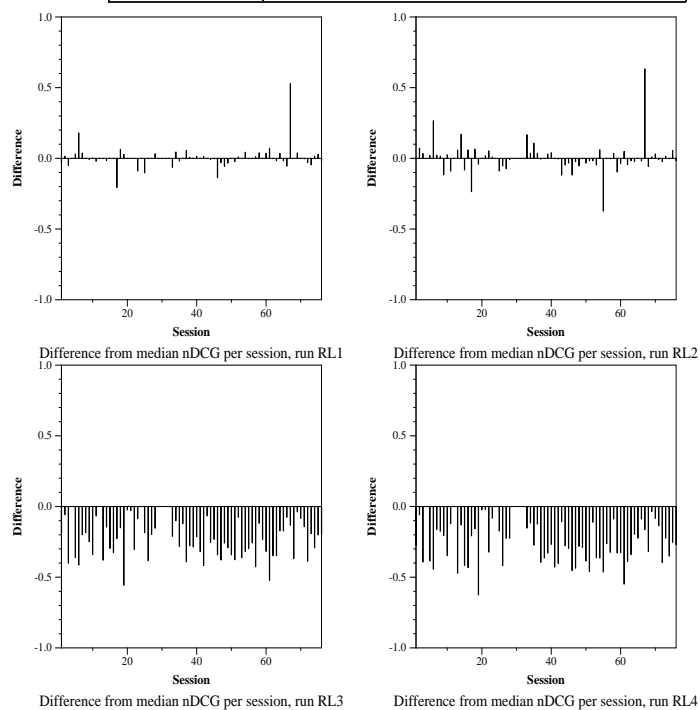 1.0
0.5
0.0
-0.5
-1.0
Difference
20
40
60
Session
Difference from median nDCG per session, run RL1
1.0
0.5
0.0
-0.5
-1.0
Difference
20
40
60
Session
Difference from median nDCG per session, run RL2
1.0
0.5
0.0
-0.5
-1.0
Difference
20
40
60
Session
Difference from median nDCG per session, run RL3
1.0
0.5
0.0
-0.5
-1.0
Difference
20
40
60
Session
Difference from median nDCG per session, run RL4